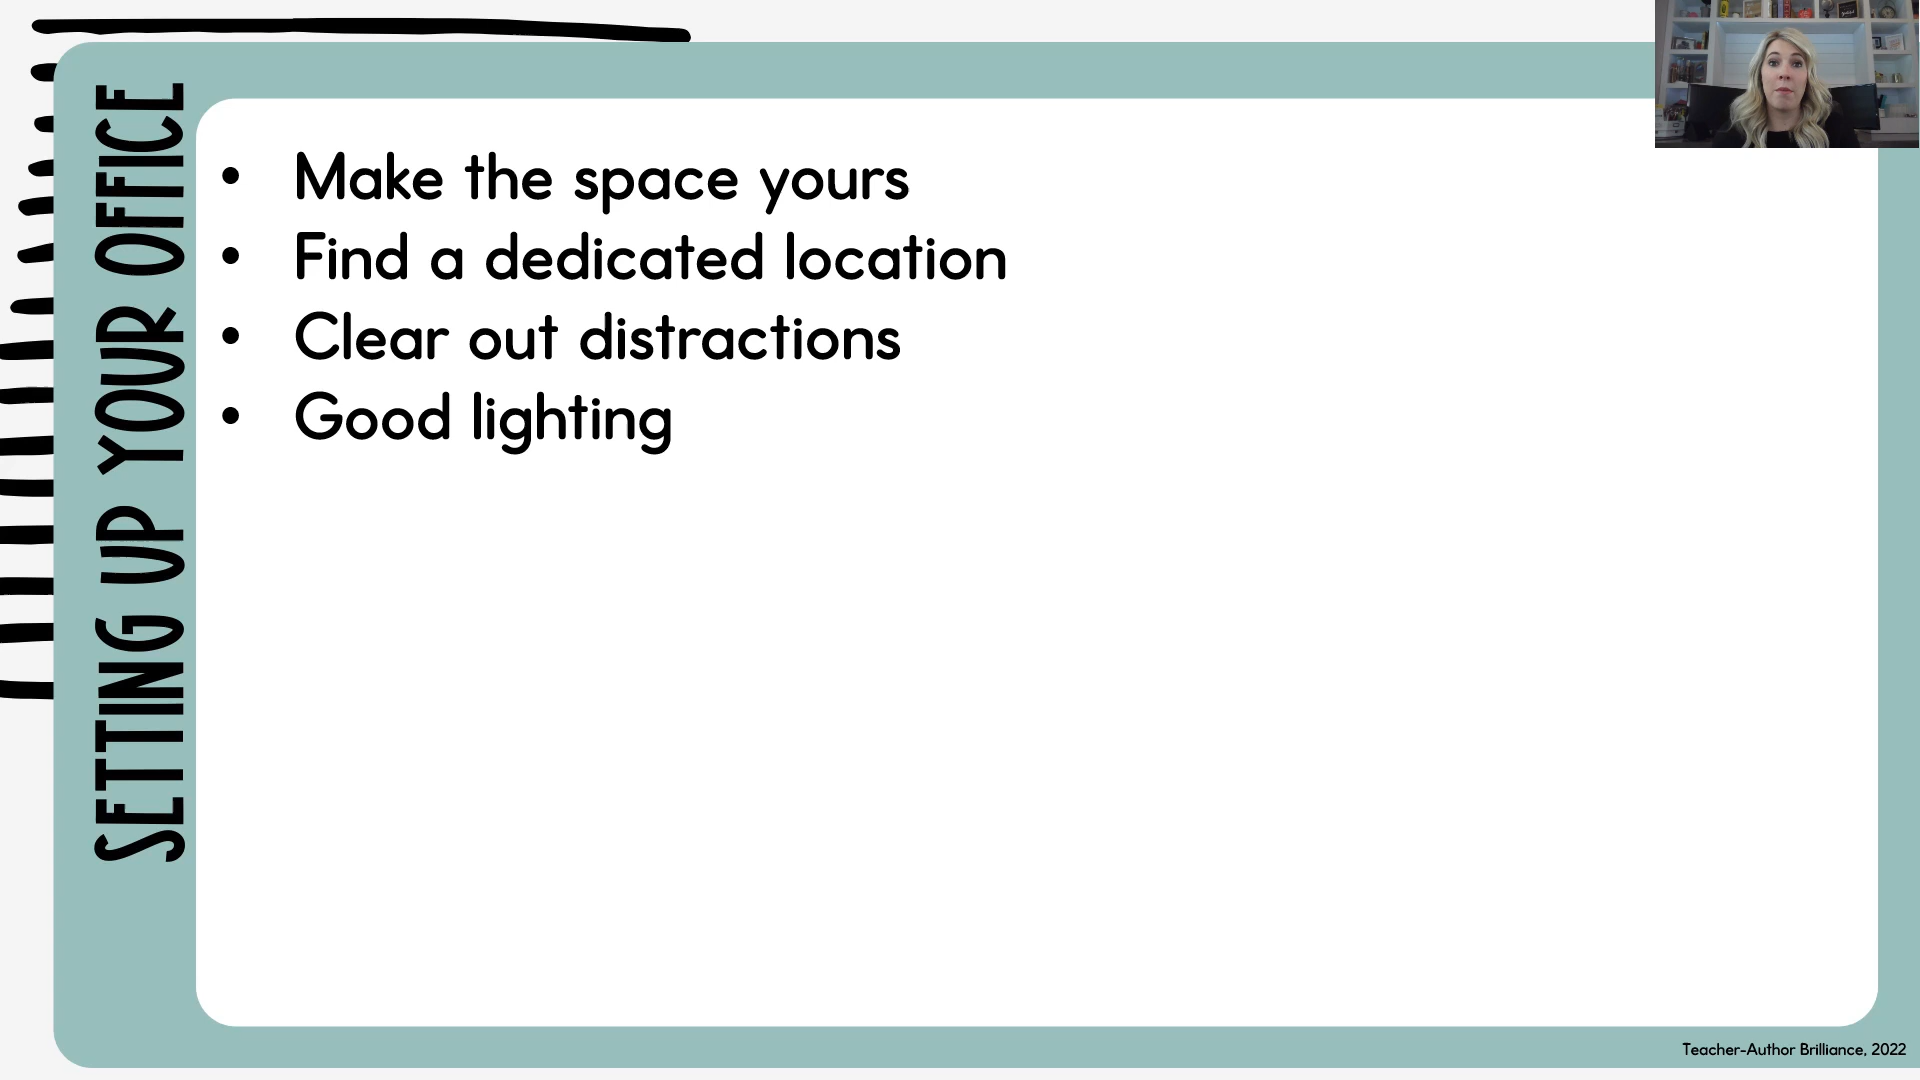 SETTING UP YOUR OFFICE
• Make the space yours
• Find a dedicated location
• Clear out distractions
• Good lighting
Teacher-Author Brilliance, 2022